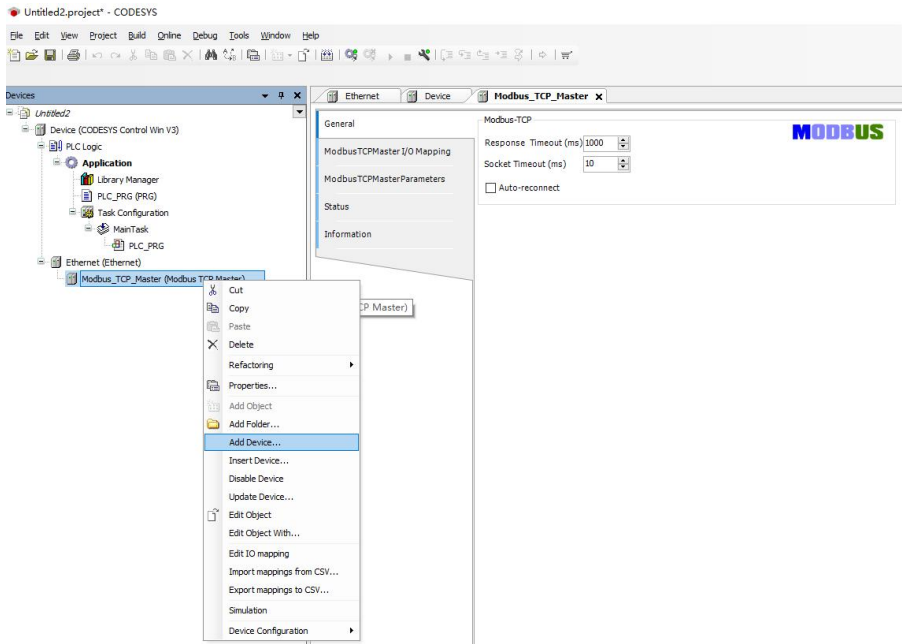 Untitled2.project* - CODESYS
File Edit View Project Build Online Debug Tools Window Help
Devices
Ethernet Device Modbus_TCP_Master
Untitled2
Device (CODESYS Control Win V3)
PLC Logic
Application
Library Manager
PLC_PRG (PRG)
Task Configuration
MainTask
PLC_PRG
Ethernet (Ethernet)
Modbus_TCP_Master (Modbus TCP Master)
General
ModbusTCPMaster I/O Mapping
ModbusTCPMasterParameters
Status
Information
Modbus-TCP
MODBUS
Response Timeout (ms) 1000
Socket Timeout (ms) 10
Auto-reconnect
CP Master)
Cut
Copy
Paste
Delete
Refactoring
Properties...
Add Object
Add Folder...
Add Device...
Insert Device...
Disable Device
Update Device...
Edit Object
Edit Object With...
Edit IO mapping
Import mappings from CSV...
Export mappings to CSV...
Simulation
Device Configuration